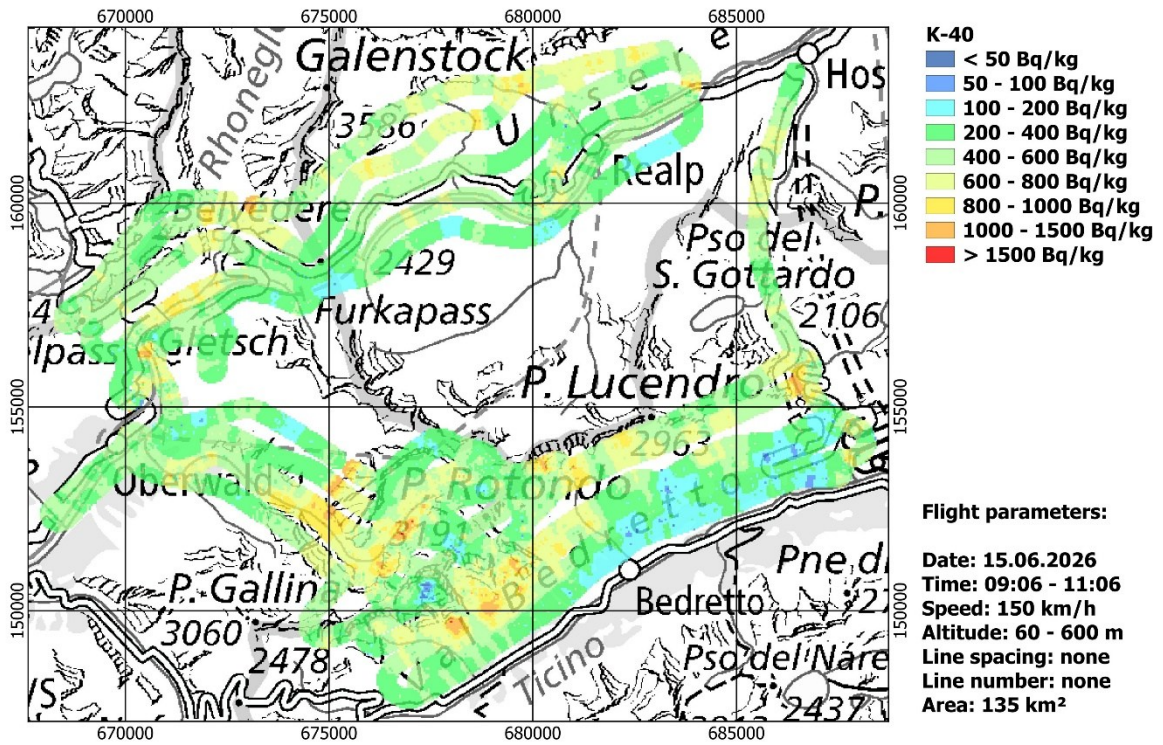 670000
675000
680000
685000
Galenstock
3586
Rhonegle
U r s e r e
Hos
Realp
Belvedere
2429
Furkapass
Pso del
S. Gottardo
2106
P.
lpass
Gletsch
P. Lucendro
2963
Oberwald
P. Rotondo
3191
P. Gallina
3060
2478
Val Bedretto
Bedretto
Ticino
Pne di
Pso del Nàre
2437
160000
155000
150000
160000
155000
150000
670000
675000
680000
685000
K-40
< 50 Bq/kg
50 - 100 Bq/kg
100 - 200 Bq/kg
200 - 400 Bq/kg
400 - 600 Bq/kg
600 - 800 Bq/kg
800 - 1000 Bq/kg
1000 - 1500 Bq/kg
> 1500 Bq/kg
Flight parameters:
Date: 15.06.2026
Time: 09:06 - 11:06
Speed: 150 km/h
Altitude: 60 - 600 m
Line spacing: none
Line number: none
Area: 135 km²